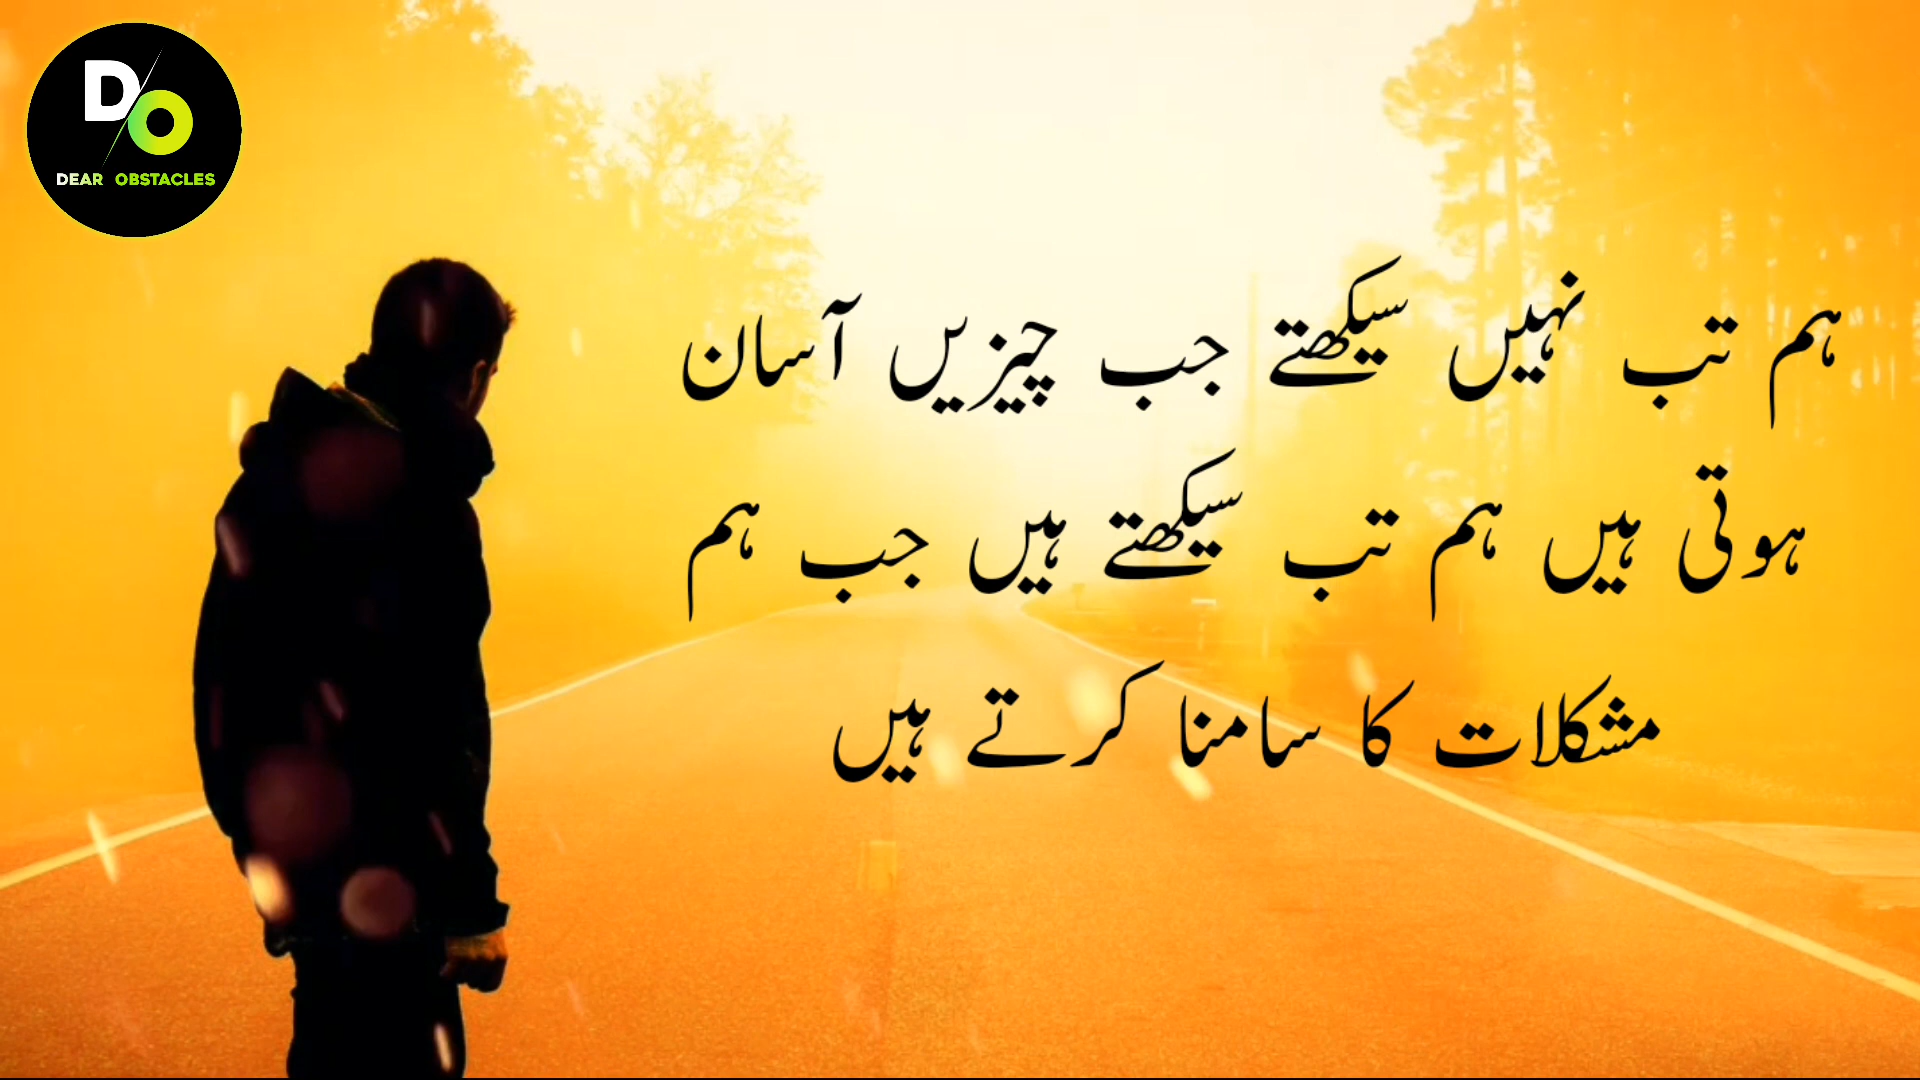 D/O
DEAR OBSTACLES
ہم تب نہیں سیکھتے جب چیزیں آسان
ہوتی ہیں ہم تب سیکھتے ہیں جب ہم
مشکلات کا سامنا کرتے ہیں